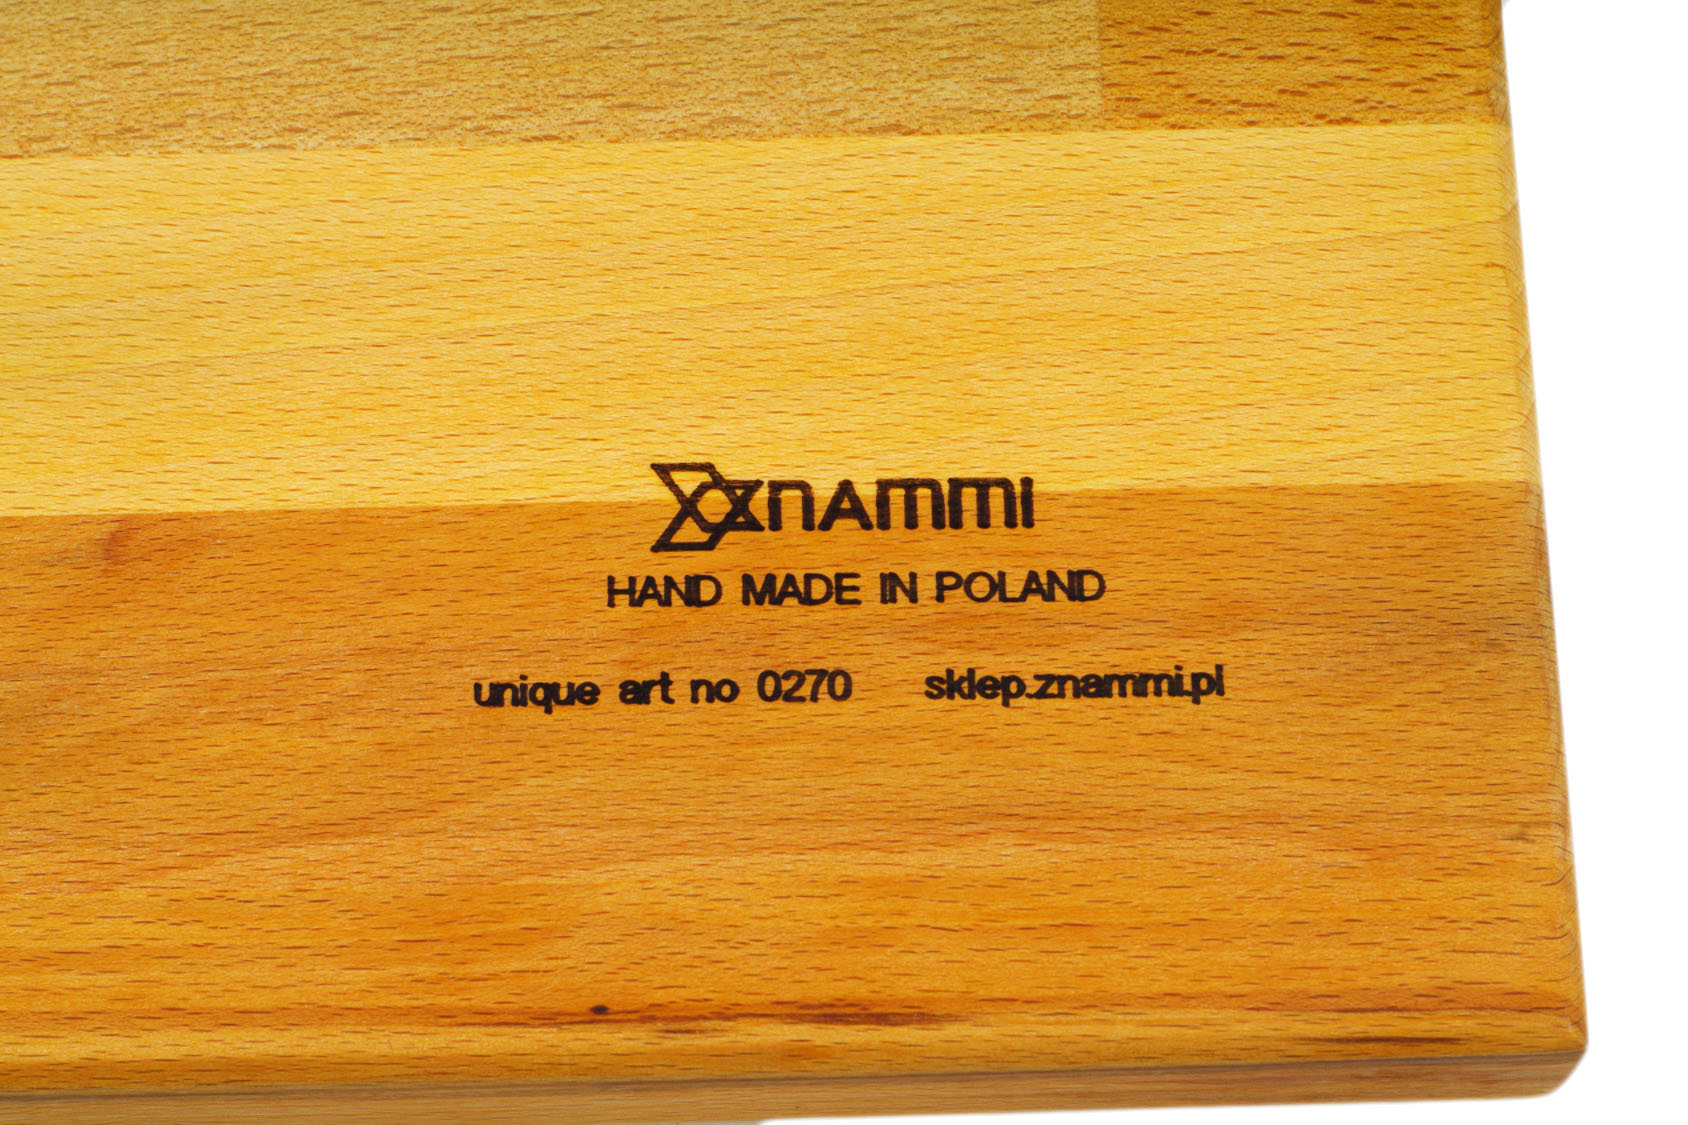 ZNAMMI
HAND MADE IN POLAND
unique art no 0270 sklep.znammi.pl